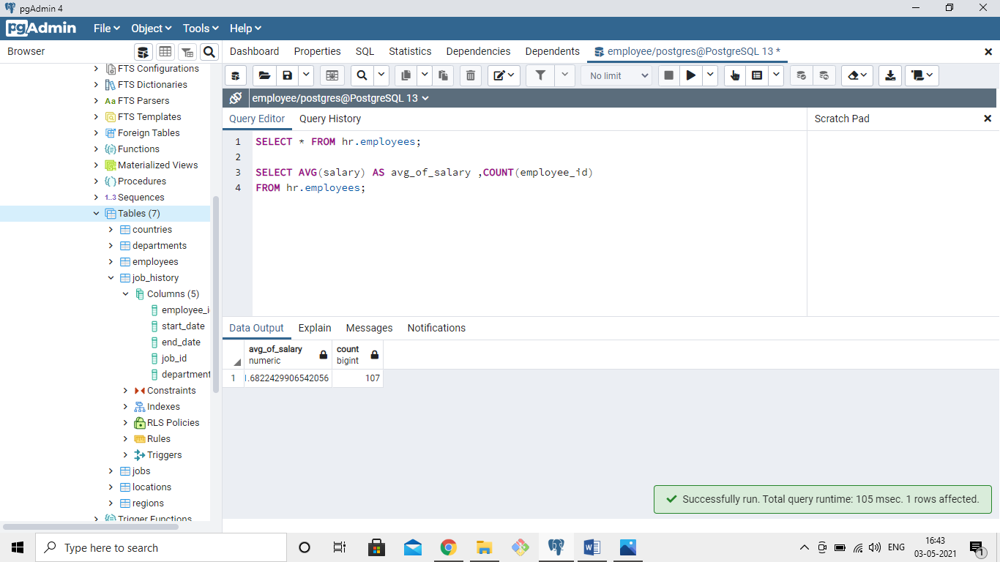 pgAdmin 4
pgAdmin File Object Tools Help
Browser
Dashboard Properties SQL Statistics Dependencies Dependents employee/postgres@PostgreSQL 13 *
No limit
employee/postgres@PostgreSQL 13
Query Editor Query History
Scratch Pad
FTS Configurations
FTS Dictionaries
Aa FTS Parsers
FTS Templates
Foreign Tables
Functions
Materialized Views
Procedures
1..3 Sequences
Tables (7)
countries
departments
employees
job_history
Columns (5)
employee_i
start_date
end_date
job_id
department
Constraints
Indexes
RLS Policies
Rules
Triggers
jobs
locations
regions
Trigger Functions
1 SELECT * FROM hr.employees;
2
3 SELECT AVG(salary) AS avg_of_salary ,COUNT(employee_id)
4 FROM hr.employees;
Data Output Explain Messages Notifications
avg_of_salary count
numeric bigint
1 1.6822429906542056 107
Successfully run. Total query runtime: 105 msec. 1 rows affected.
Type here to search
ENG
16:43
03-05-2021
1